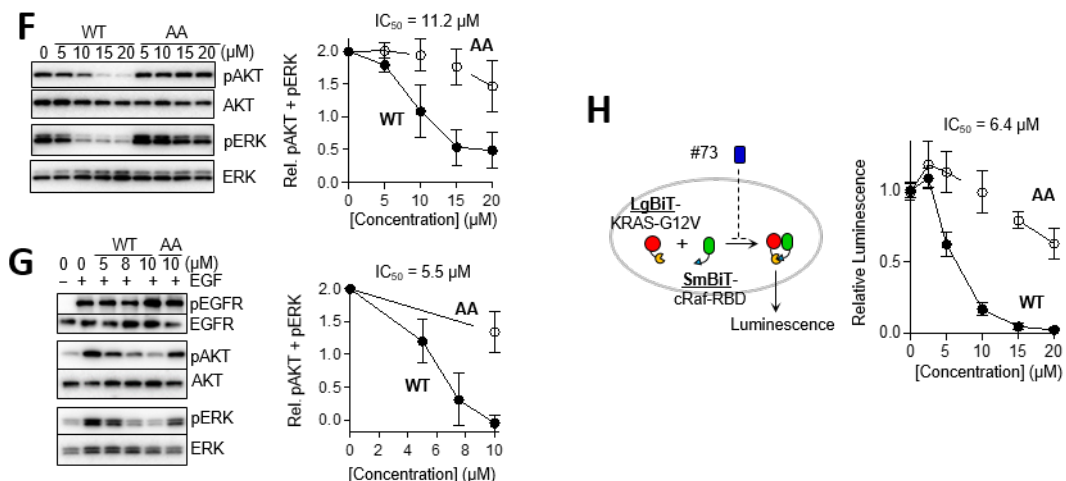 F
WT AA
0 5 10 15 20 5 10 15 20 (µM)
pAKT
AKT
pERK
ERK
IC50 = 11.2 µM
Rel. pAKT + pERK
2.0
1.5
1.0
0.5
0.0
AA
WT
0 5 10 15 20
[Concentration] (µM)
G
WT AA
0 0 5 8 10 10 (µM)
– + + + + + EGF
pEGFR
EGFR
pAKT
AKT
pERK
ERK
IC50 = 5.5 µM
Rel. pAKT + pERK
2.0
1.5
1.0
0.5
0.0
AA
WT
0 2 4 6 8 10
[Concentration] (µM)
H
#73
LgBiT-
KRAS-G12V
+
SmBiT-
cRaf-RBD
Luminescence
IC50 = 6.4 µM
Relative Luminescence
1.0
0.5
0.0
AA
WT
0 5 10 15 20
[Concentration] (µM)